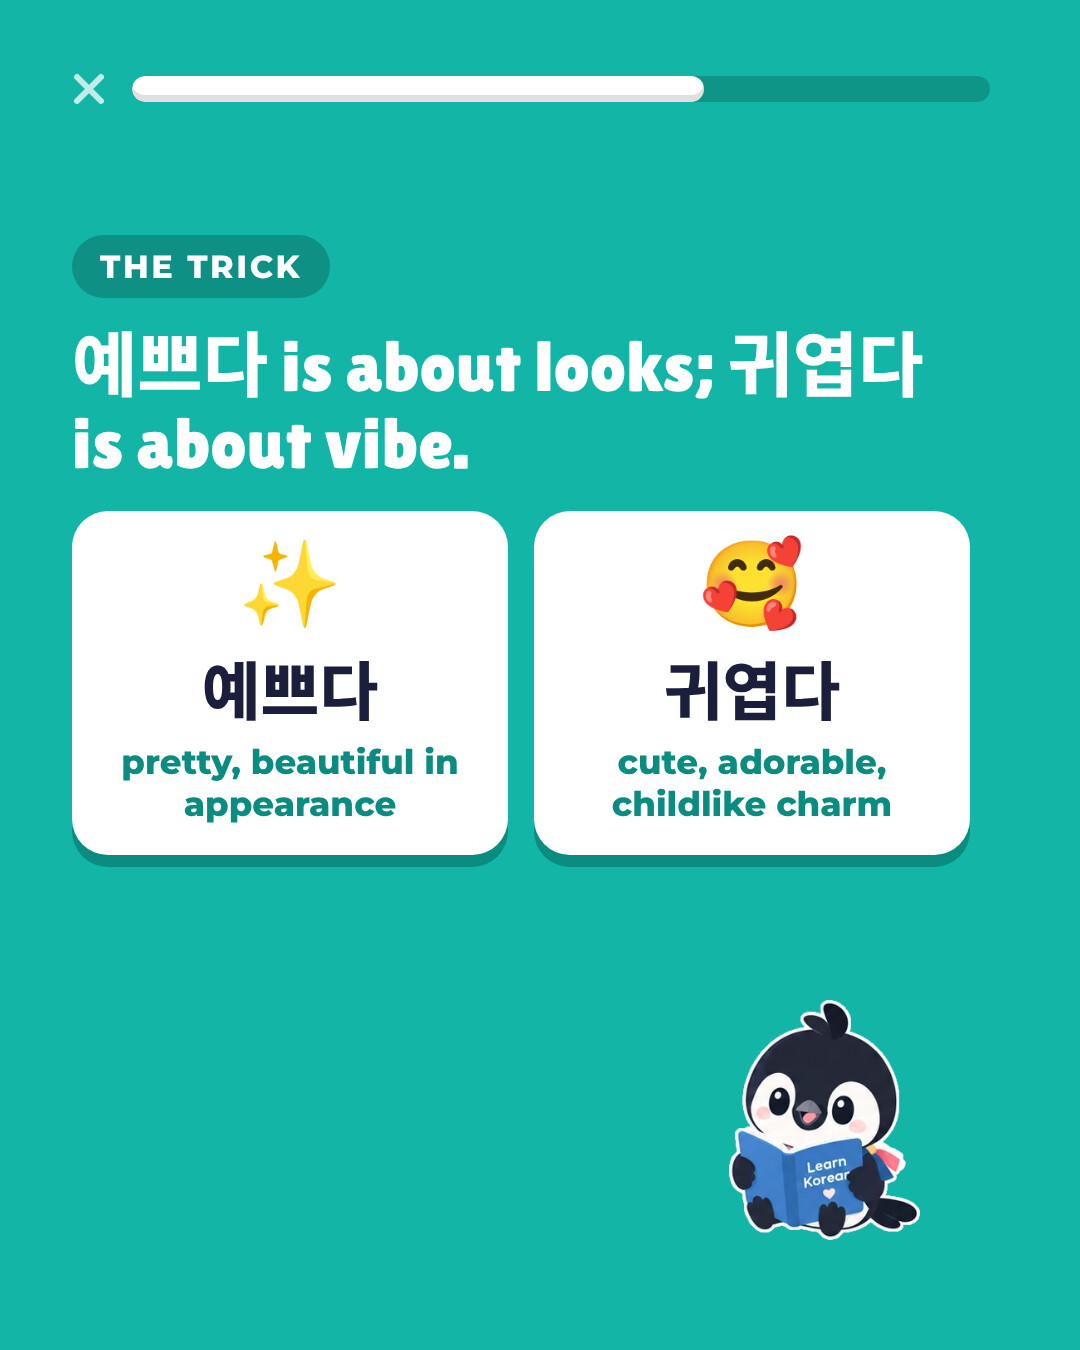 THE TRICK
예쁘다 is about looks; 귀엽다
is about vibe.
예쁘다
pretty, beautiful in
appearance
귀엽다
cute, adorable,
childlike charm
Learn
Korean